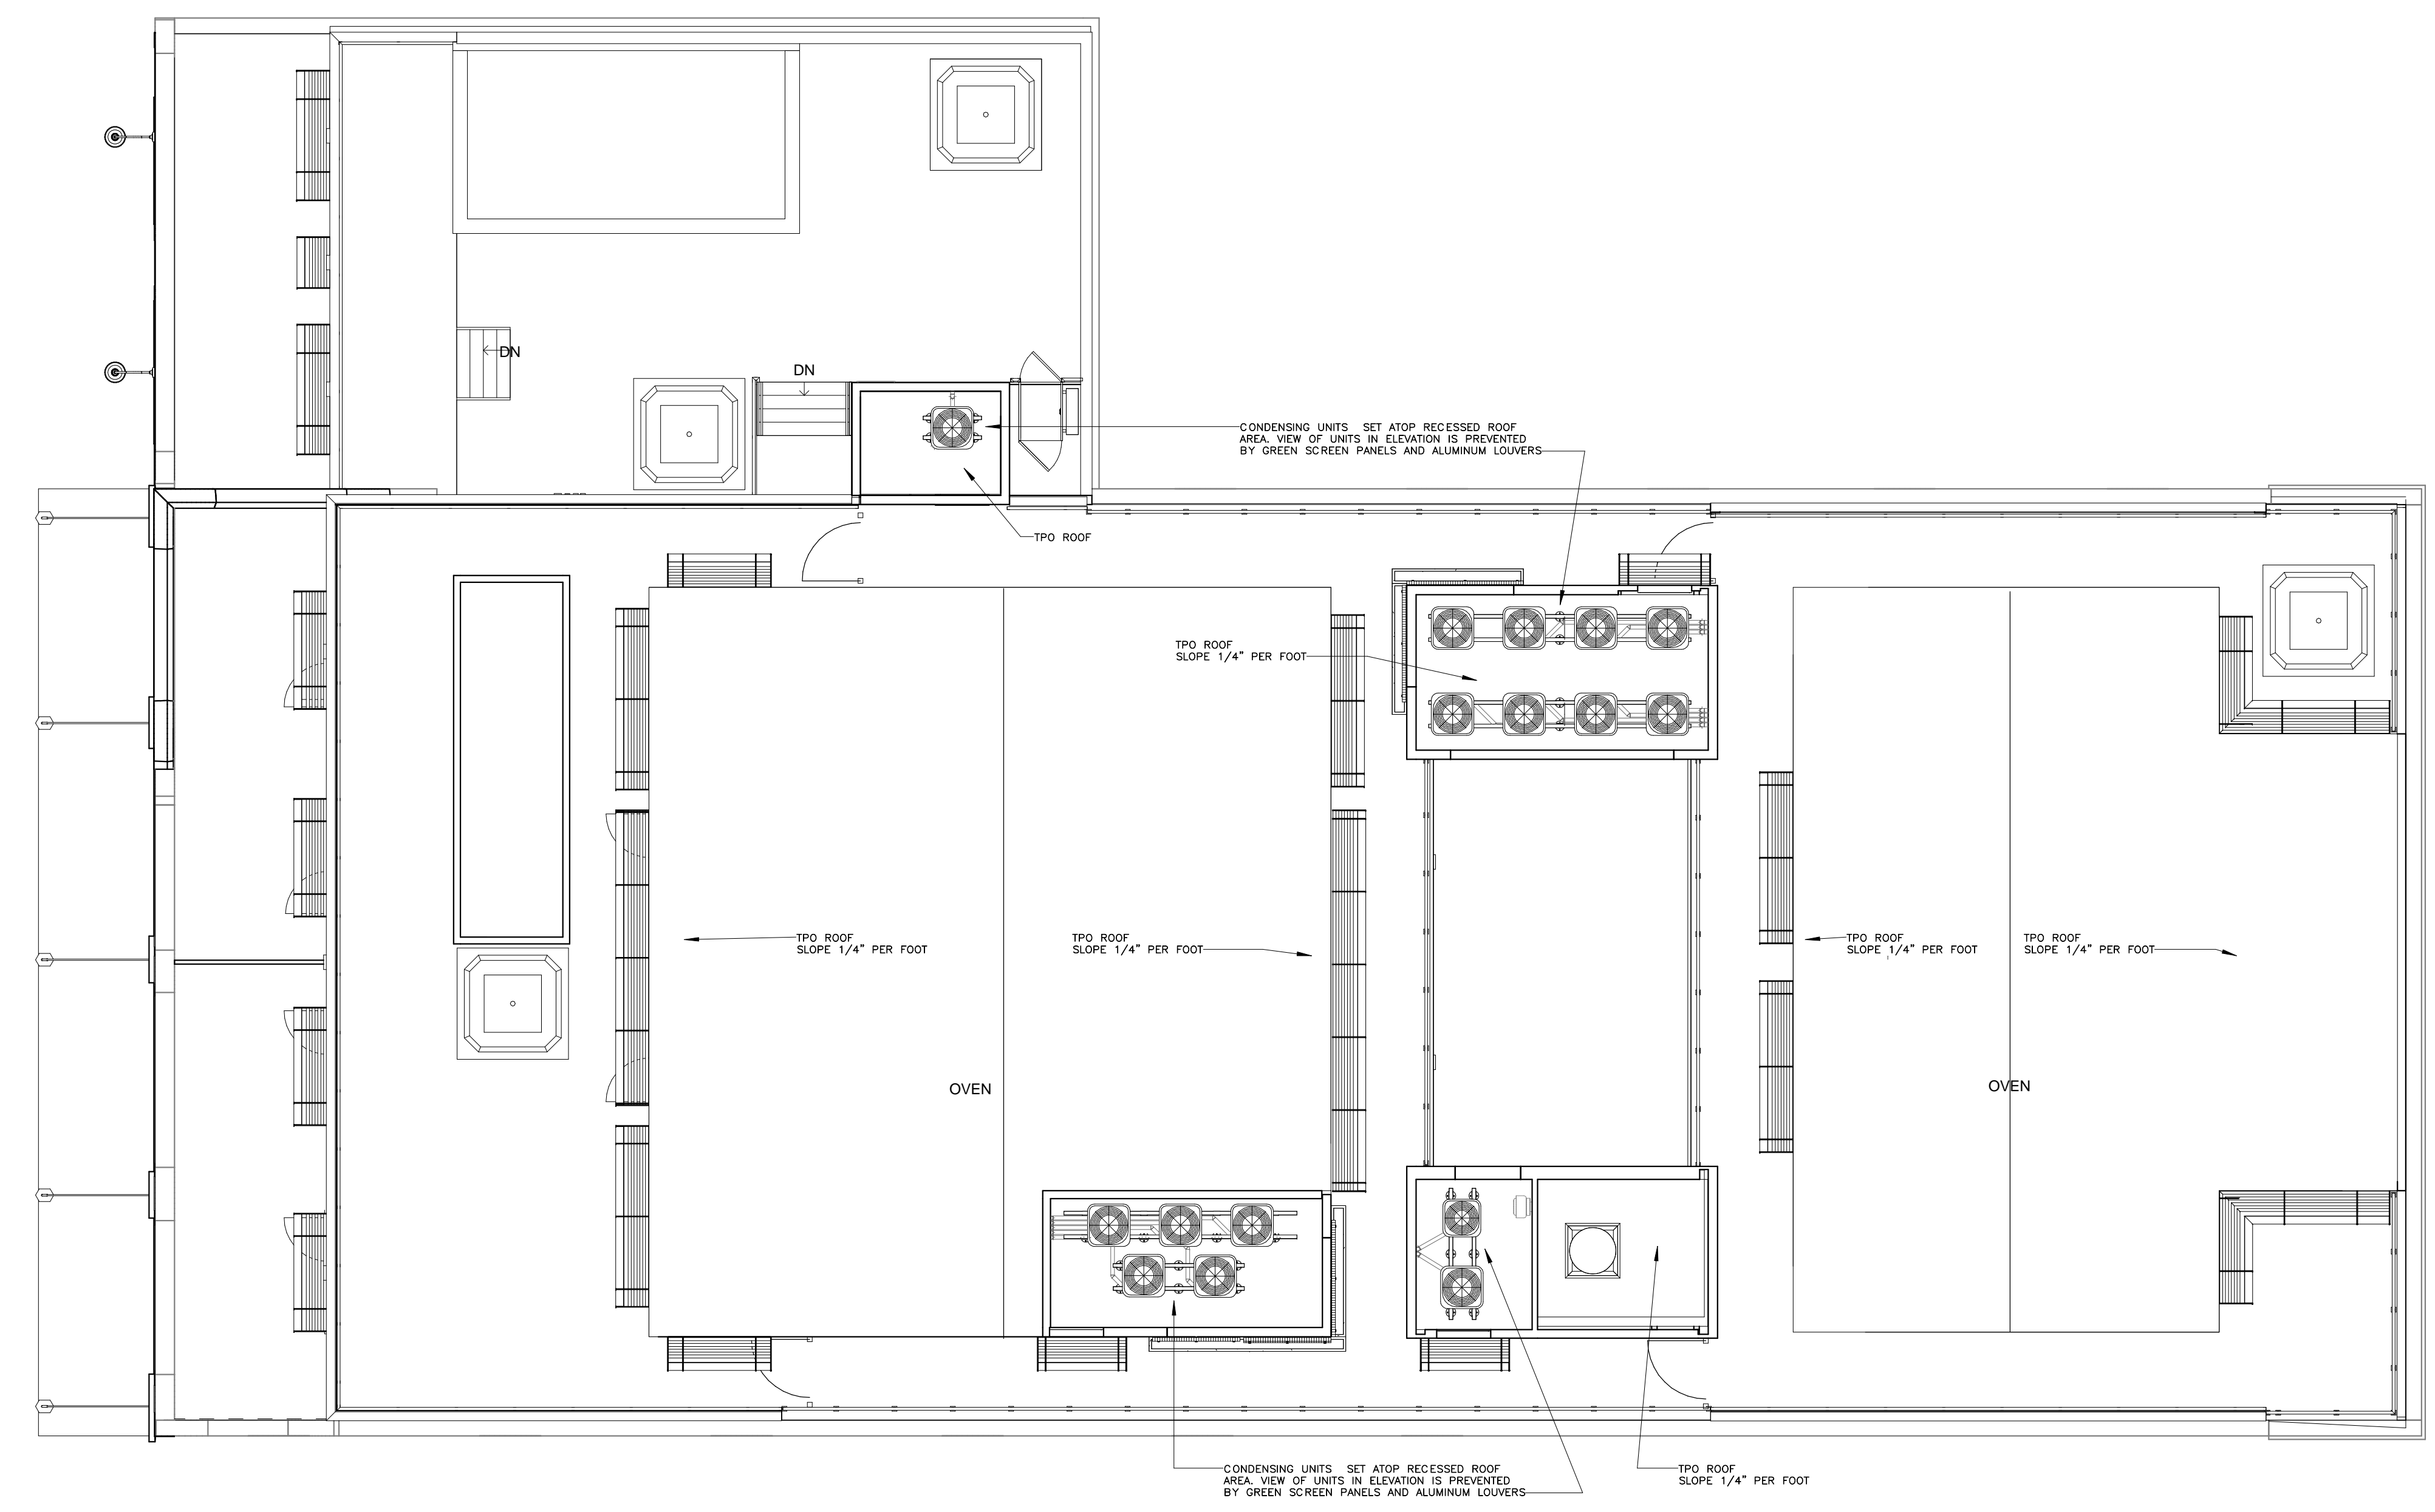 DN
DN
CONDENSING UNITS SET ATOP RECESSED ROOF
AREA. VIEW OF UNITS IN ELEVATION IS PREVENTED
BY GREEN SCREEN PANELS AND ALUMINUM LOUVERS
TPO ROOF
TPO ROOF
SLOPE 1/4" PER FOOT
TPO ROOF
SLOPE 1/4" PER FOOT
TPO ROOF
SLOPE 1/4" PER FOOT
TPO ROOF
SLOPE 1/4" PER FOOT
TPO ROOF
SLOPE 1/4" PER FOOT
OVEN
OVEN
CONDENSING UNITS SET ATOP RECESSED ROOF
AREA. VIEW OF UNITS IN ELEVATION IS PREVENTED
BY GREEN SCREEN PANELS AND ALUMINUM LOUVERS
TPO ROOF
SLOPE 1/4" PER FOOT